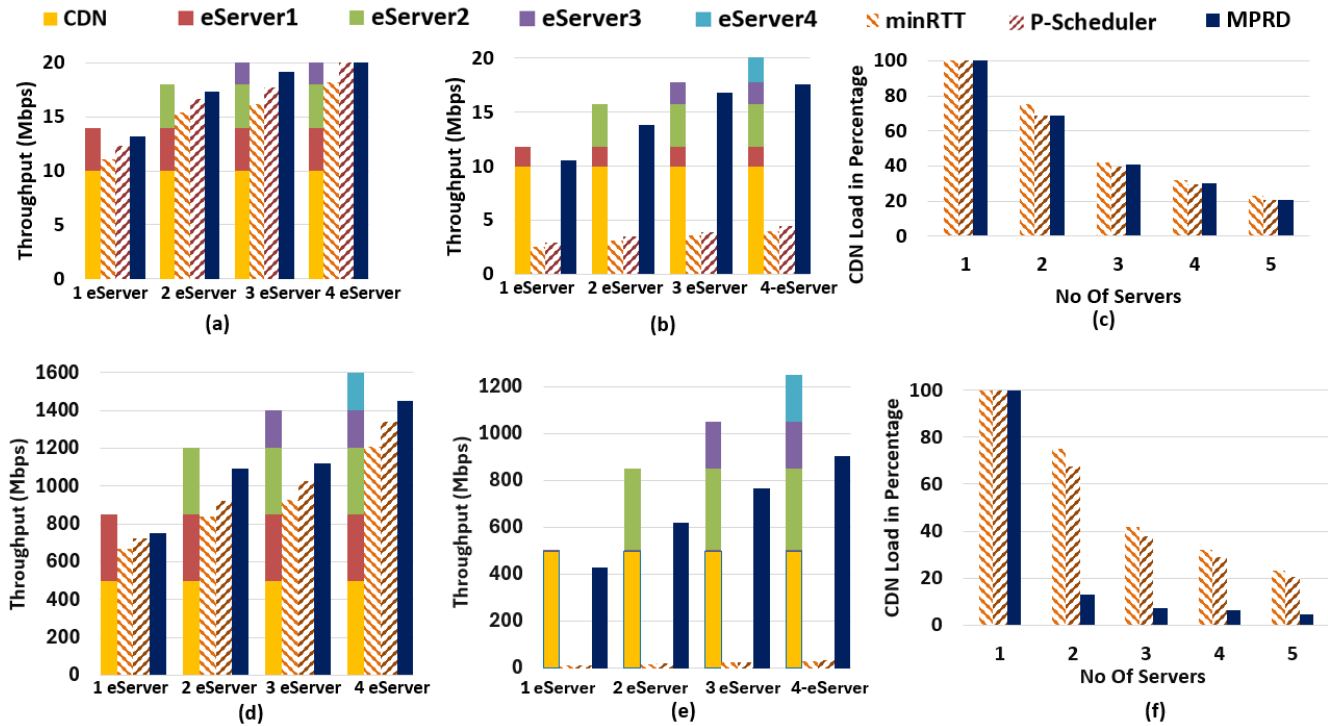 CDN eServer1 eServer2 eServer3 eServer4 minRTT P-Scheduler MPRD
Throughput (Mbps)
20
15
10
5
0
1 eServer 2 eServer 3 eServer 4 eServer
(a)
Throughput (Mbps)
20
15
10
5
0
1 eServer 2 eServer 3 eServer 4-eServer
(b)
CDN Load in Percentage
100
80
60
40
20
0
1 2 3 4 5
No Of Servers
(c)
Throughput (Mbps)
1600
1400
1200
1000
800
600
400
200
0
1 eServer 2 eServer 3 eServer 4 eServer
(d)
Throughput (Mbps)
1200
1000
800
600
400
200
0
1 eServer 2 eServer 3 eServer 4-eServer
(e)
CDN Load in Percentage
100
80
60
40
20
0
1 2 3 4 5
No Of Servers
(f)